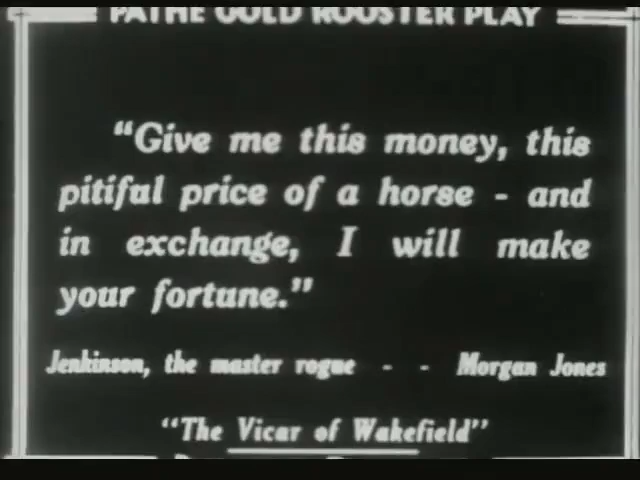 PATHE GOLD ROOSTER PLAY
"Give me this money, this
pitiful price of a horse - and
in exchange, I will make
your fortune."
Jenkinson, the master rogue - - Morgan Jones
"The Vicar of Wakefield"